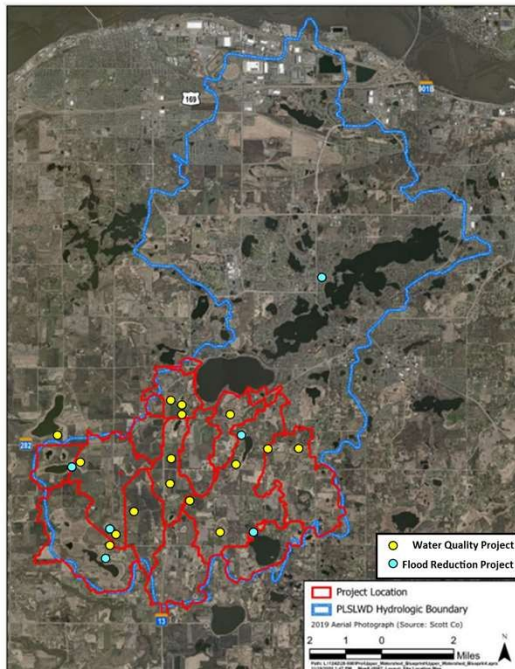 169
901B
282
13
Water Quality Project
Flood Reduction Project
Project Location
PLSLWD Hydrologic Boundary
2019 Aerial Photograph (Source: Scott Co)
2 1 0 2
Miles
N